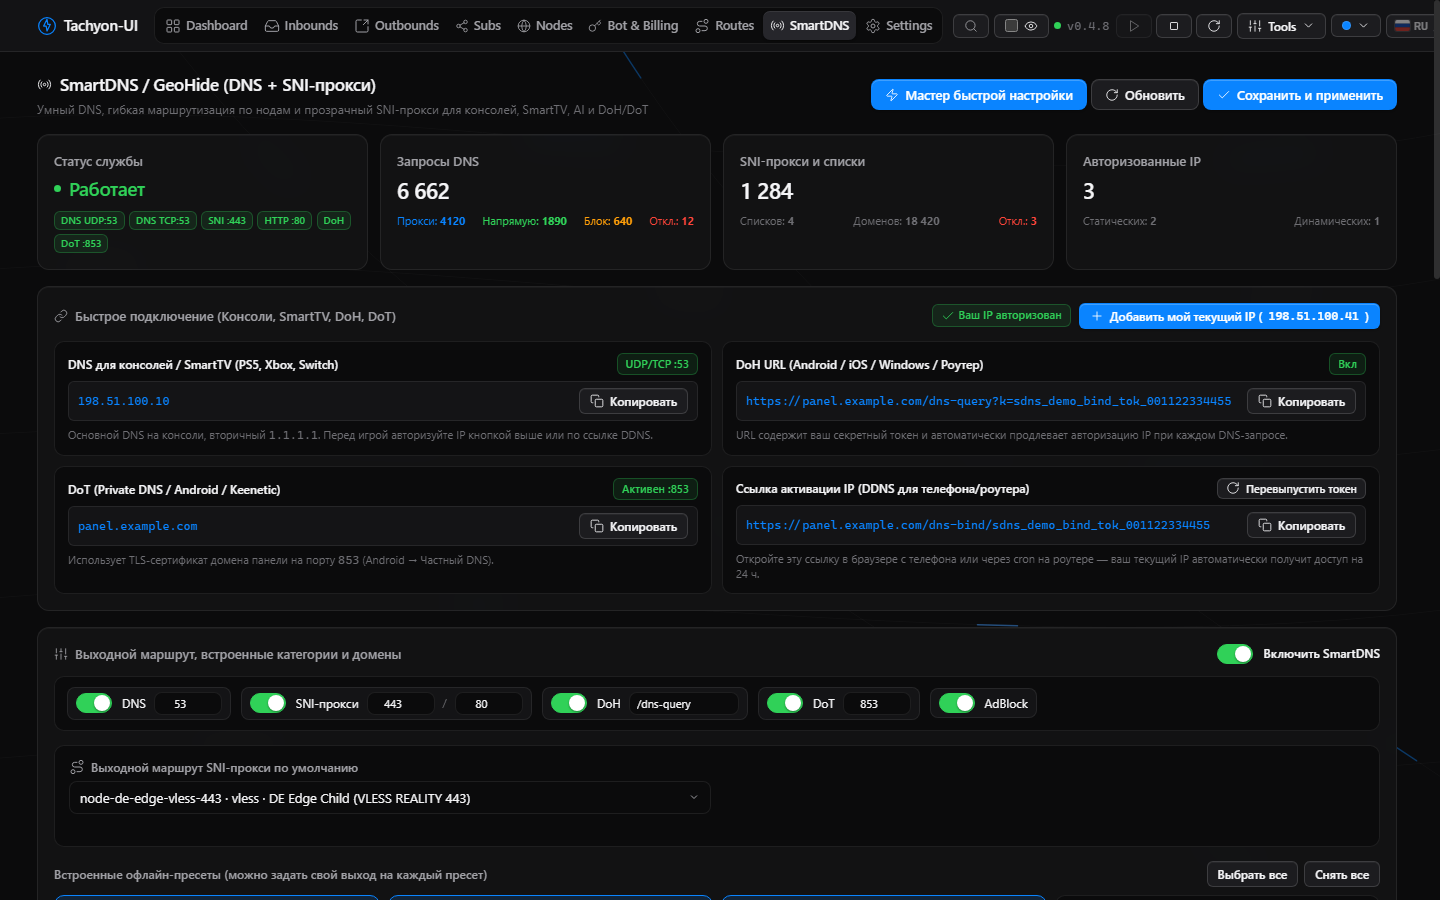 Tachyon-UI Dashboard Inbounds Outbounds Subs Nodes Bot & Billing Routes SmartDNS Settings v0.4.8 Tools RU
SmartDNS / GeoHide (DNS + SNI-прокси)
Умный DNS, гибкая маршрутизация по нодам и прозрачный SNI-прокси для консолей, SmartTV, AI и DoH/DoT
Мастер быстрой настройки Обновить Сохранить и применить
Статус службы
Работает
DNS UDP:53 DNS TCP:53 SNI :443 HTTP :80 DoH
DoT :853
Запросы DNS
6 662
Прокси: 4120 Напрямую: 1890 Блок: 640 Откл.: 12
SNI-прокси и списки
1 284
Списков: 4 Доменов: 18 420 Откл.: 3
Авторизованные IP
3
Статических: 2 Динамических: 1
Быстрое подключение (Консоли, SmartTV, DoH, DoT)
Ваш IP авторизован + Добавить мой текущий IP ( 198.51.100.41 )
DNS для консолей / SmartTV (PS5, Xbox, Switch) UDP/TCP :53
198.51.100.10 Копировать
Основной DNS на консоли, вторичный 1.1.1.1. Перед игрой авторизуйте IP кнопкой выше или по ссылке DDNS.
DoH URL (Android / iOS / Windows / Роутер) Вкл
https://panel.example.com/dns-query?k=sdns_demo_bind_tok_001122334455 Копировать
URL содержит ваш секретный токен и автоматически продлевает авторизацию IP при каждом DNS-запросе.
DoT (Private DNS / Android / Keenetic) Активен :853
panel.example.com Копировать
Использует TLS-сертификат домена панели на порту 853 (Android → Частный DNS).
Ссылка активации IP (DDNS для телефона/роутера) Перевыпустить токен
https://panel.example.com/dns-bind/sdns_demo_bind_tok_001122334455 Копировать
Откройте эту ссылку в браузере с телефона или через cron на роутере — ваш текущий IP автоматически получит доступ на
24 ч.
Выходной маршрут, встроенные категории и домены Включить SmartDNS
DNS 53 SNI-прокси 443 / 80 DoH /dns-query DoT 853 AdBlock
Выходной маршрут SNI-прокси по умолчанию
node-de-edge-vless-443 · vless · DE Edge Child (VLESS REALITY 443)
Встроенные офлайн-пресеты (можно задать свой выход на каждый пресет) Выбрать все Снять все